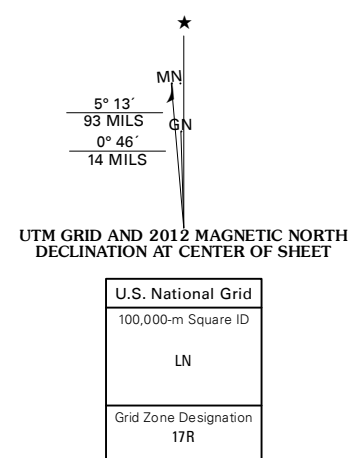 ★
MN
5° 13´
93 MILS
GN
0° 46´
14 MILS
UTM GRID AND 2012 MAGNETIC NORTH
DECLINATION AT CENTER OF SHEET
U.S. National Grid
100,000-m Square ID
LN
Grid Zone Designation
17R